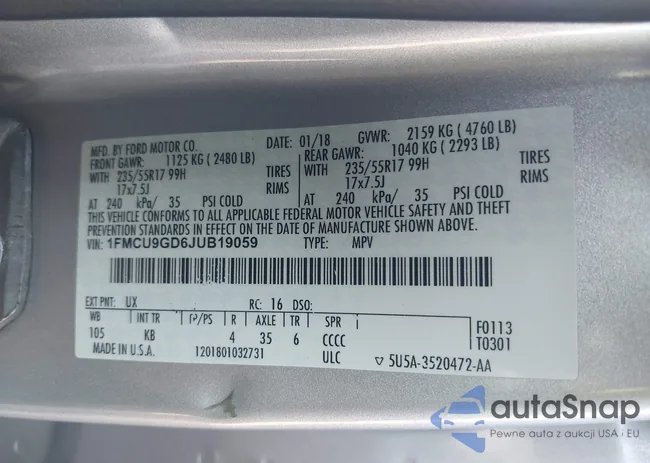 MFD. BY FORD MOTOR CO. DATE: 01/18 GVWR: 2159 KG ( 4760 LB)
FRONT GAWR: 1125 KG ( 2480 LB) REAR GAWR: 1040 KG ( 2293 LB)
WITH 235/55R17 99H TIRES WITH 235/55R17 99H TIRES
17x7.5J RIMS 17x7.5J RIMS
AT 240 kPa/ 35 PSI COLD AT 240 kPa/ 35 PSI COLD
THIS VEHICLE CONFORMS TO ALL APPLICABLE FEDERAL MOTOR VEHICLE SAFETY AND THEFT
PREVENTION STANDARDS IN EFFECT ON THE DATE OF MANUFACTURE SHOWN ABOVE.
VIN: 1FMCU9GD6JUB19059 TYPE: MPV
EXT PNT: UX RC: 16 DSO:
WB INT TR TP/PS R AXLE TR SPR F0113
105 KB 4 35 6 CCCC T0301
MADE IN U.S.A. 1201801032731 ULC ▽ 5U5A-3520472-AA
autaSnap
Pewne auta z aukcji USA i EU